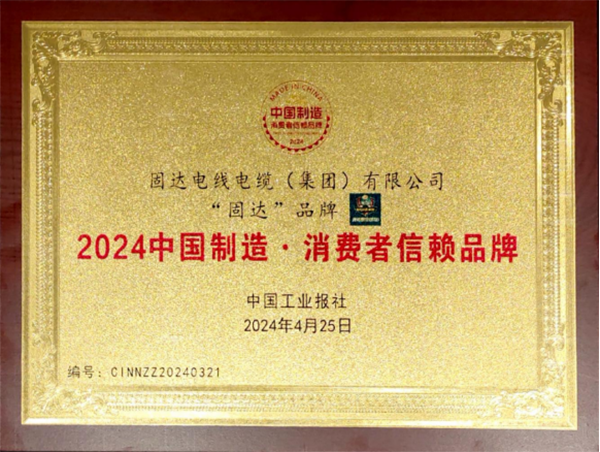 MADE IN CHINA
中国制造
消费者信赖品牌
2024
固达电线电缆（集团）有限公司
“固达”品牌
2024中国制造·消费者信赖品牌
中国工业报社
2024年4月25日
编号：CINNZZ20240321